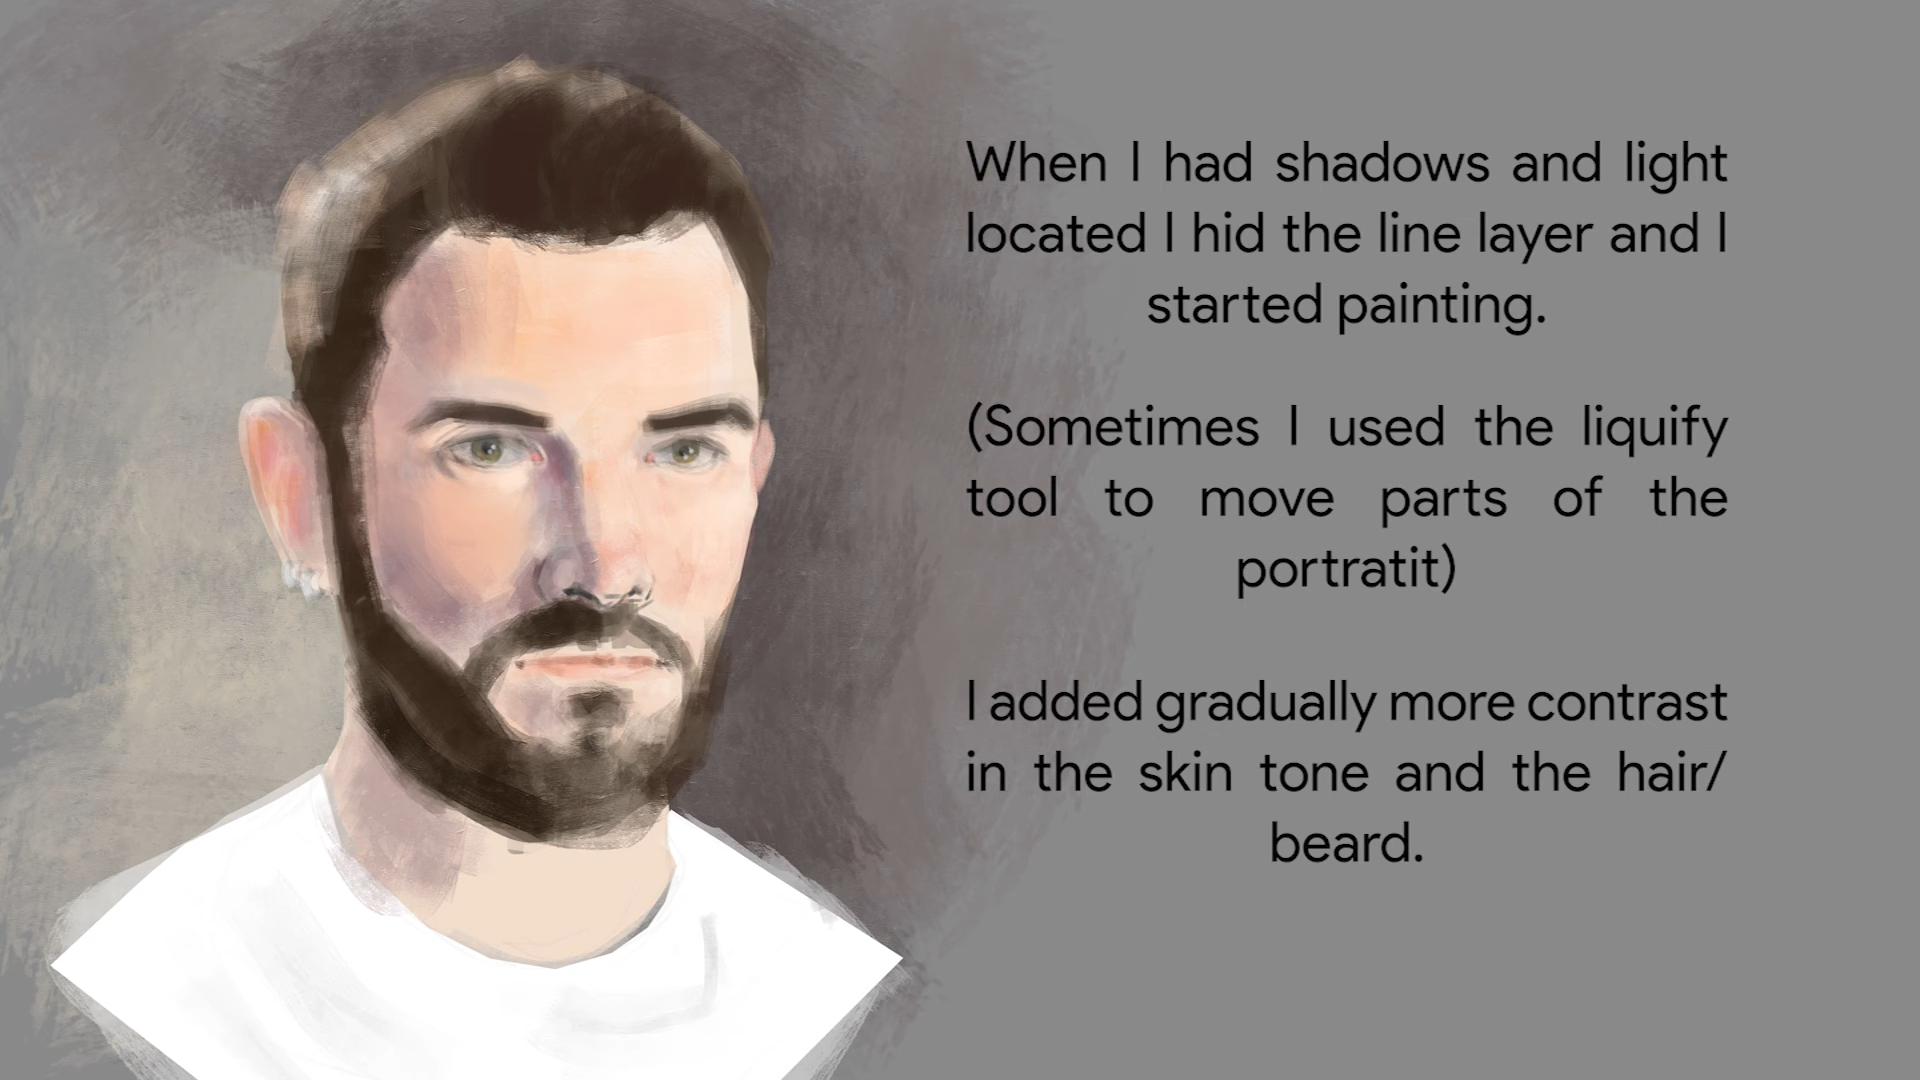 When I had shadows and light
located I hid the line layer and I
started painting.
(Sometimes I used the liquify
tool to move parts of the
portratit)
I added gradually more contrast
in the skin tone and the hair/
beard.